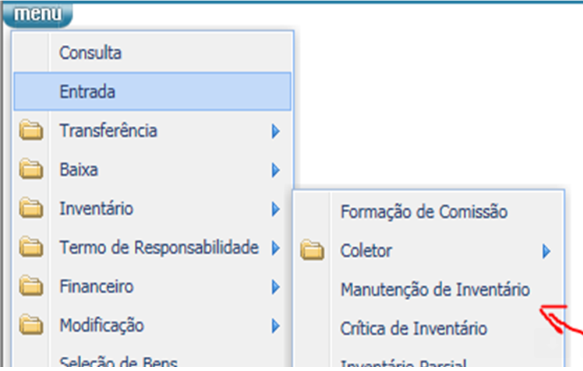 menu
Consulta
Entrada
Transferência
Baixa
Inventário
Termo de Responsabilidade
Financeiro
Modificação
Seleção de Bens
Formação de Comissão
Coletor
Manutenção de Inventário
Crítica de Inventário
Inventário Parcial